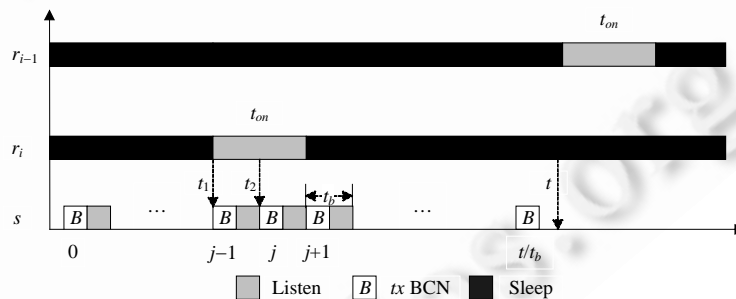 t_on
r_{i−1}
t_on
r_i
t_1
t_2
t_b
t
s
B
...
B
B
B
...
B
0
j−1
j
j+1
t/t_b
Listen
B
tx BCN
Sleep